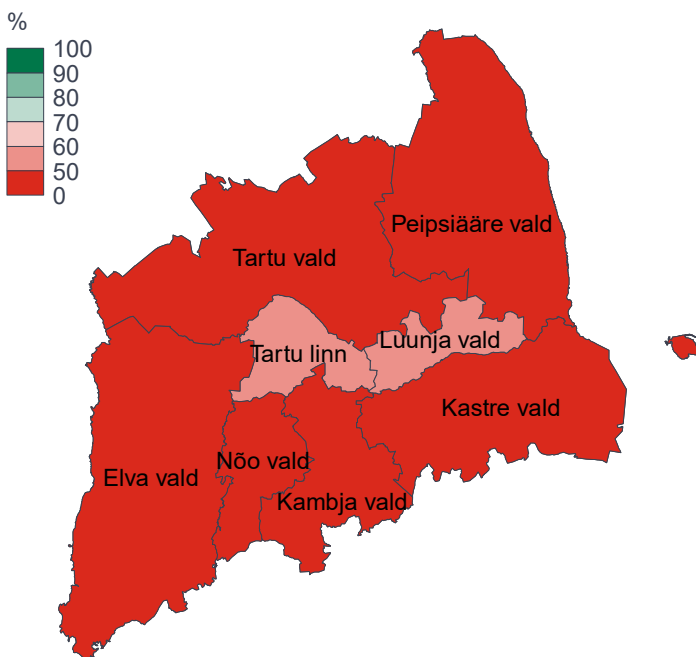 %
100
90
80
70
60
50
0
Peipsiääre vald
Tartu vald
Luunja vald
Tartu linn
Kastre vald
Nõo vald
Elva vald
Kambja vald